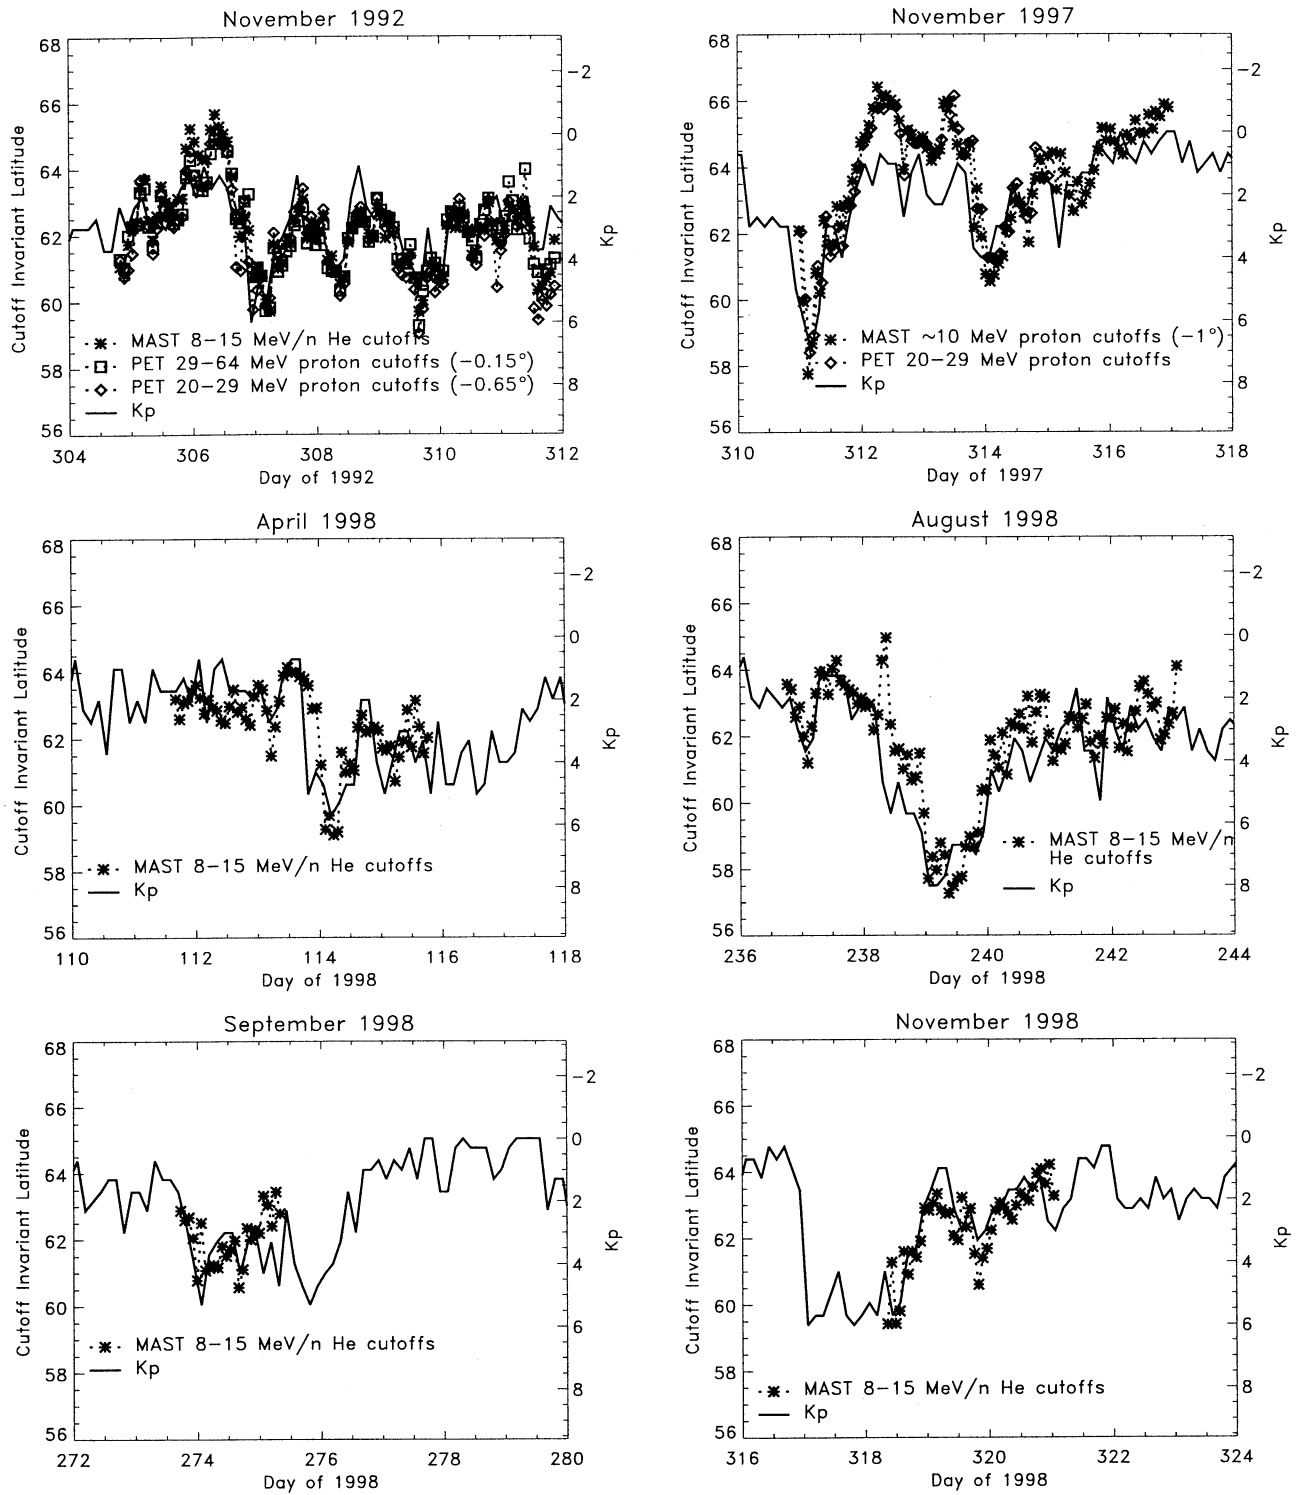 November 1992
68
66
64
62
60
58
56
Cutoff Invariant Latitude
−2
0
2
4
6
8
Kp
MAST 8−15 MeV/n He cutoffs
PET 29−64 MeV proton cutoffs (−0.15°)
PET 20−29 MeV proton cutoffs (−0.65°)
Kp
304 306 308 310 312
Day of 1992
November 1997
68
66
64
62
60
58
56
Cutoff Invariant Latitude
−2
0
2
4
6
8
Kp
MAST ~10 MeV proton cutoffs (−1°)
PET 20−29 MeV proton cutoffs
Kp
310 312 314 316 318
Day of 1997
April 1998
68
66
64
62
60
58
56
Cutoff Invariant Latitude
−2
0
2
4
6
8
Kp
MAST 8−15 MeV/n He cutoffs
Kp
110 112 114 116 118
Day of 1998
August 1998
68
66
64
62
60
58
56
Cutoff Invariant Latitude
−2
0
2
4
6
8
Kp
MAST 8−15 MeV/n
He cutoffs
Kp
236 238 240 242 244
Day of 1998
September 1998
68
66
64
62
60
58
56
Cutoff Invariant Latitude
−2
0
2
4
6
8
Kp
MAST 8−15 MeV/n He cutoffs
Kp
272 274 276 278 280
Day of 1998
November 1998
68
66
64
62
60
58
56
Cutoff Invariant Latitude
−2
0
2
4
6
8
Kp
MAST 8−15 MeV/n He cutoffs
Kp
316 318 320 322 324
Day of 1998